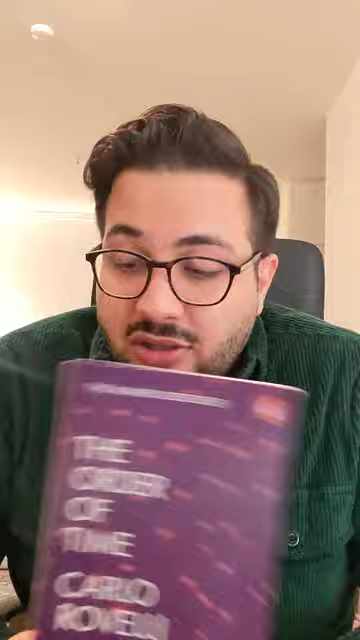 THE
ORDER
OF
TIME
CARLO
ROVELLI